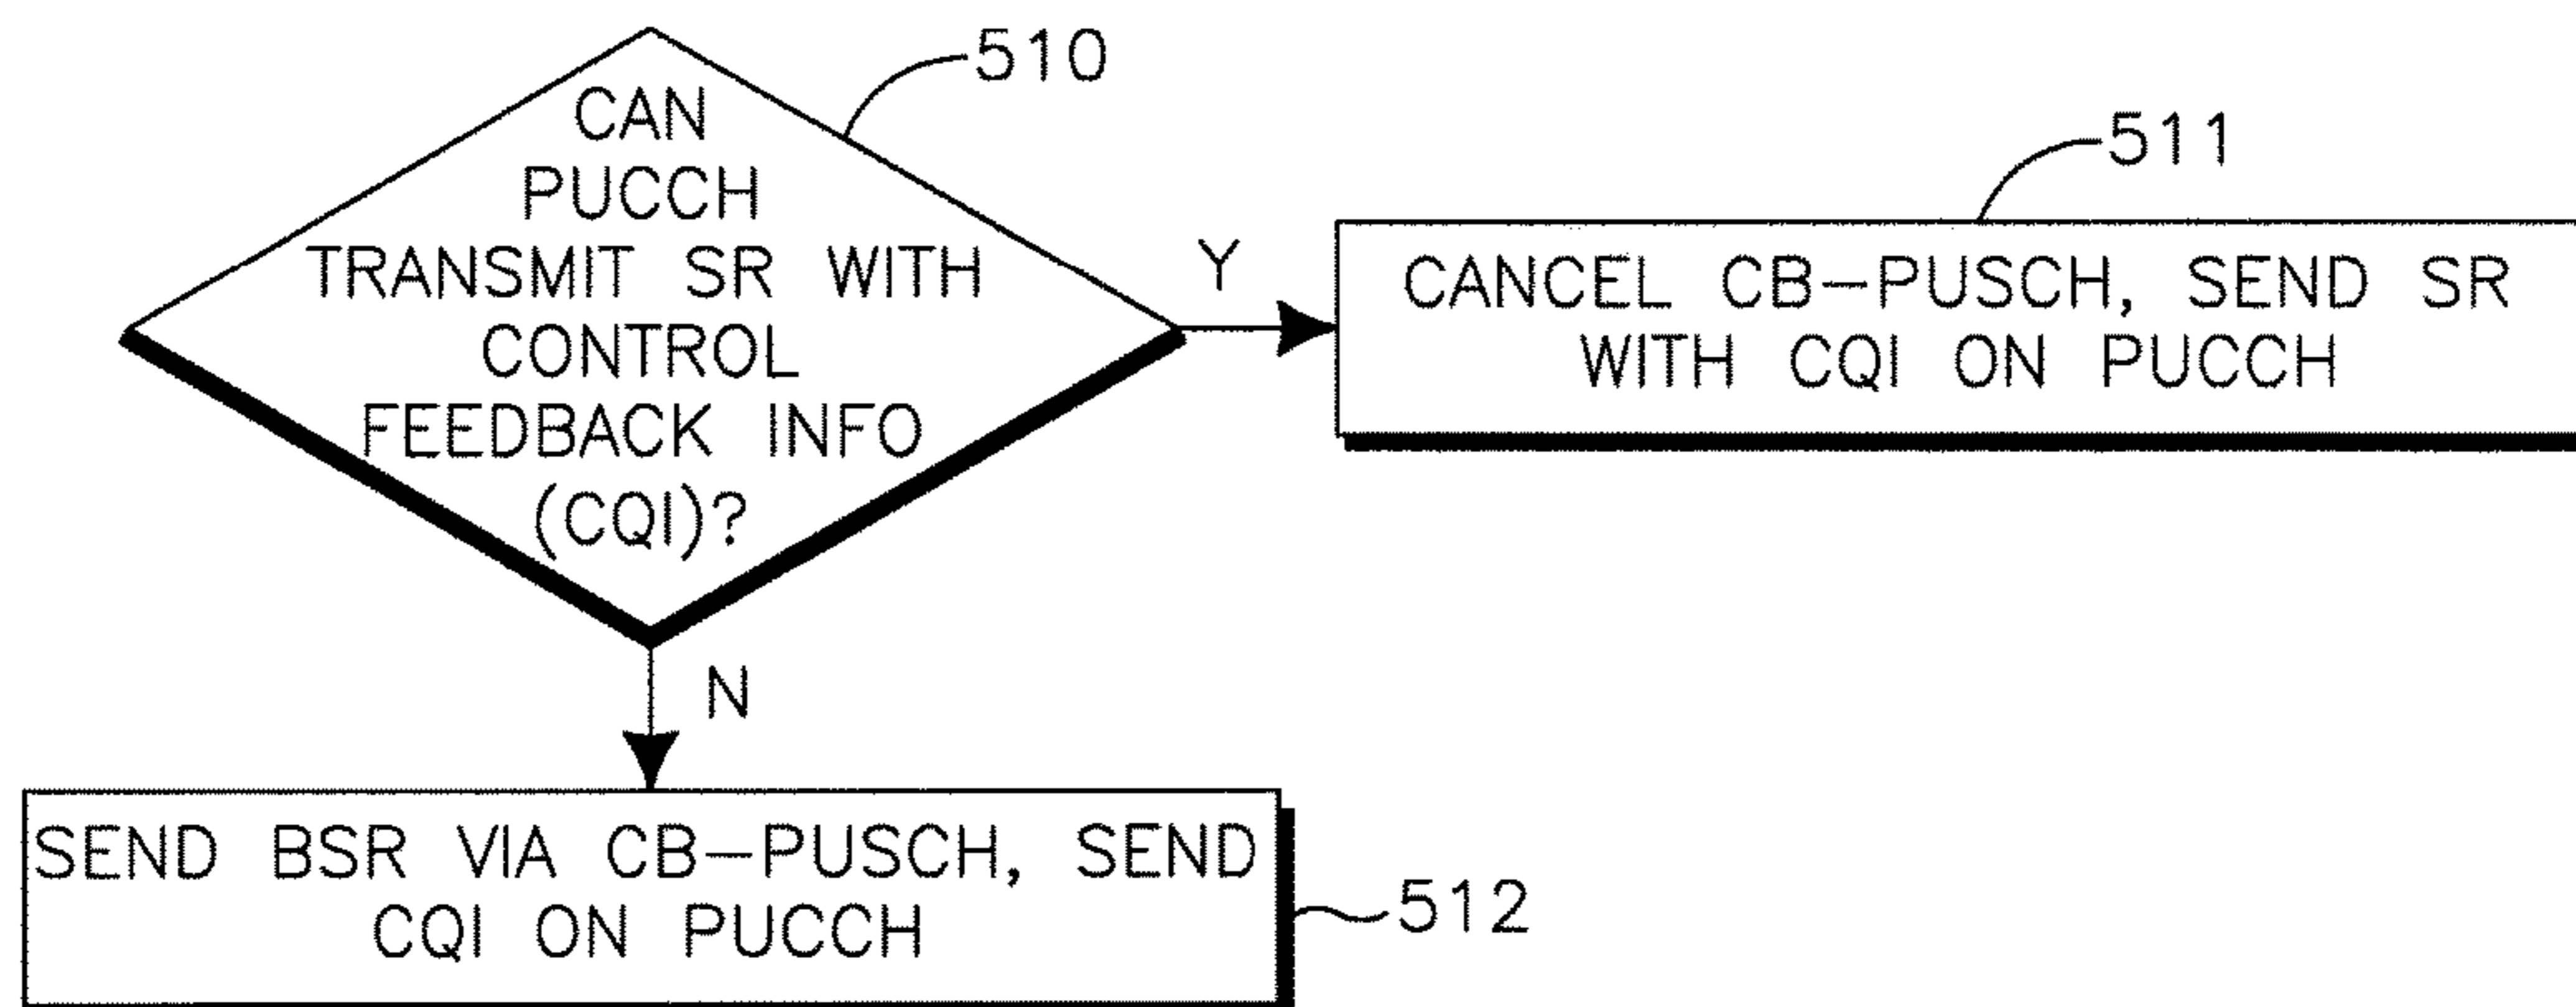 510
CAN
PUCCH
TRANSMIT SR WITH
CONTROL
FEEDBACK INFO
(CQI)?
Y
511
CANCEL CB-PUSCH, SEND SR
WITH CQI ON PUCCH
N
SEND BSR VIA CB-PUSCH, SEND
CQI ON PUCCH
512